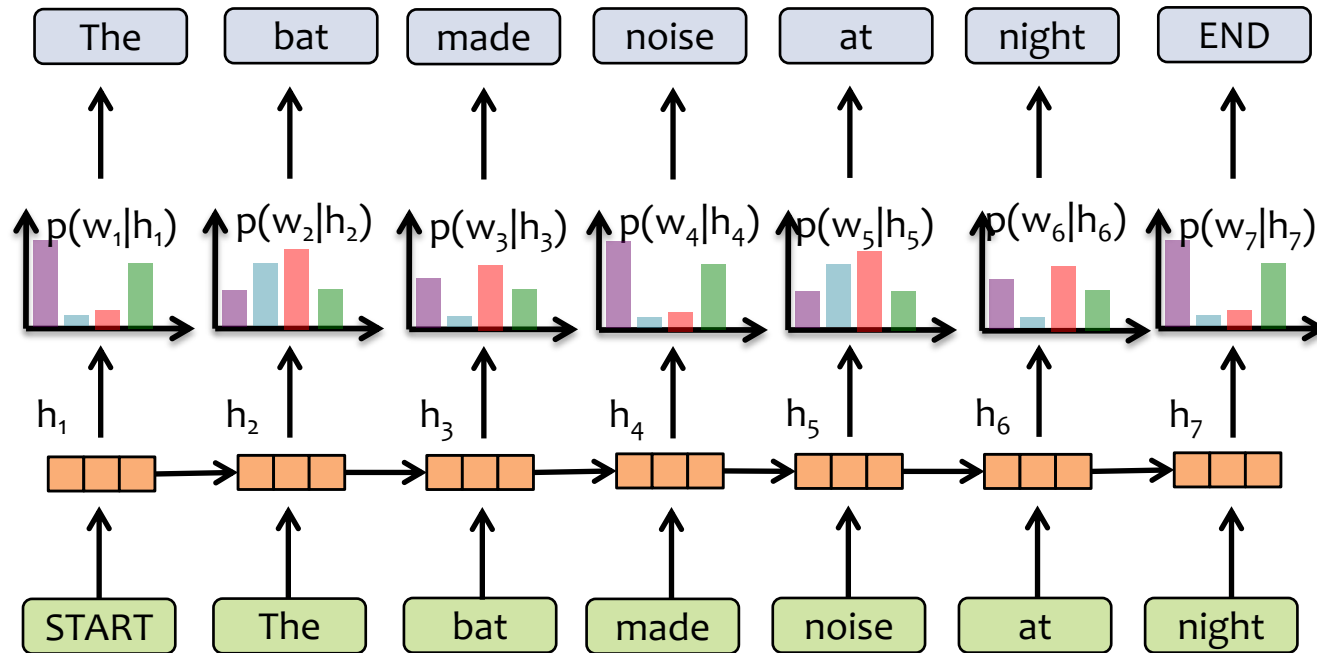 The bat made noise at night END
p(w₁|h₁) p(w₂|h₂) p(w₃|h₃) p(w₄|h₄) p(w₅|h₅) p(w₆|h₆) p(w₇|h₇)
h₁ h₂ h₃ h₄ h₅ h₆ h₇
START The bat made noise at night